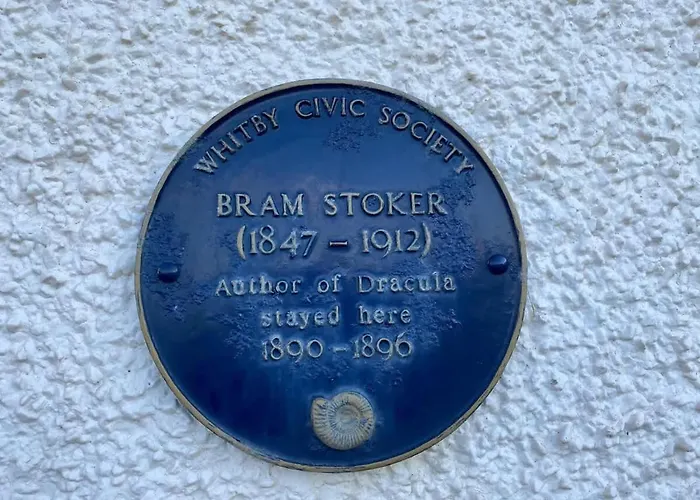 WHITBY CIVIC SOCIETY
BRAM STOKER
(1847 - 1912)
Author of Dracula
stayed here
1890 - 1896